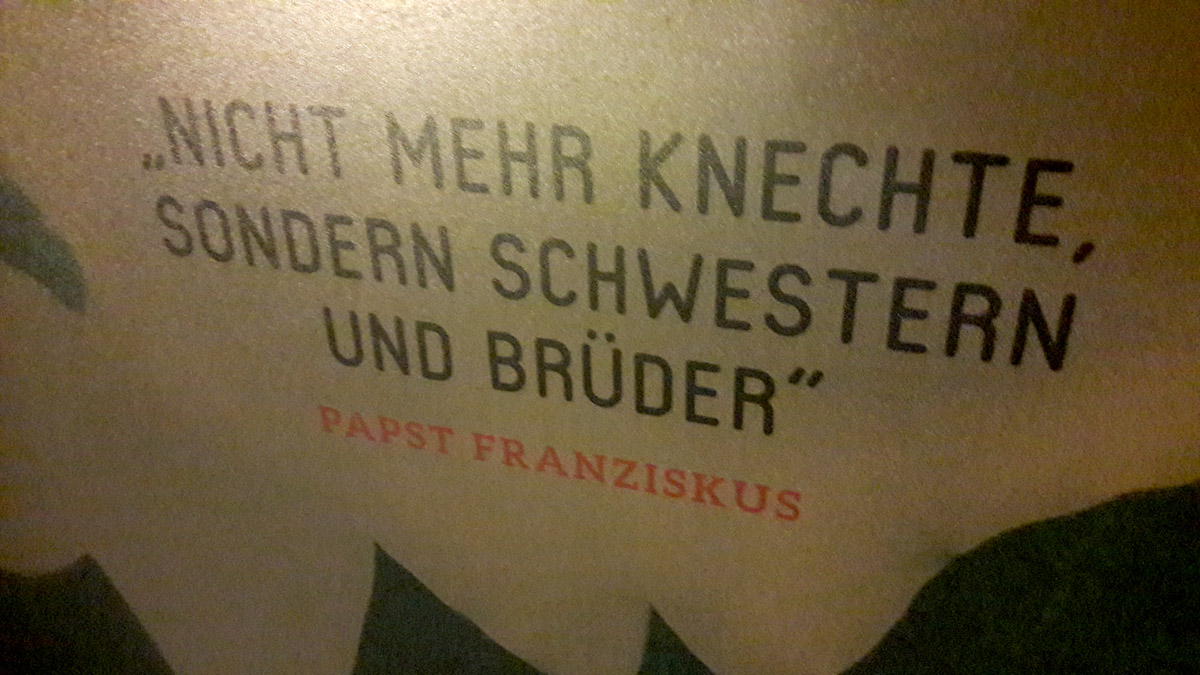 „NICHT MEHR KNECHTE,
SONDERN SCHWESTERN
UND BRÜDER“
PAPST FRANZISKUS